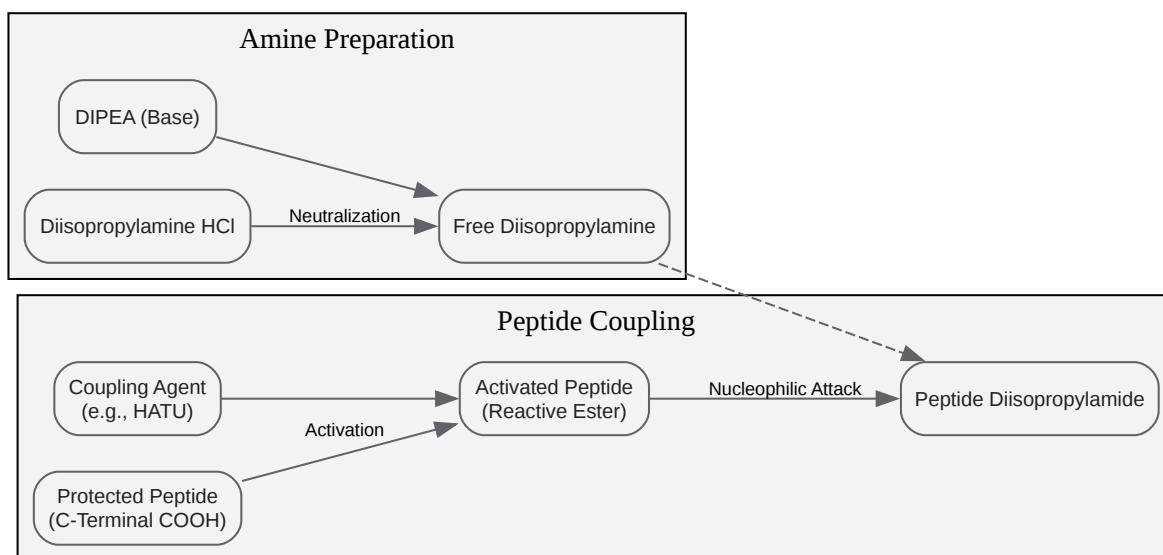 Amine Preparation
DIPEA (Base)
Diisopropylamine HCl
Neutralization
Free Diisopropylamine
Peptide Coupling
Coupling Agent
(e.g., HATU)
Activation
Protected Peptide
(C-Terminal COOH)
Activated Peptide
(Reactive Ester)
Nucleophilic Attack
Peptide Diisopropylamide